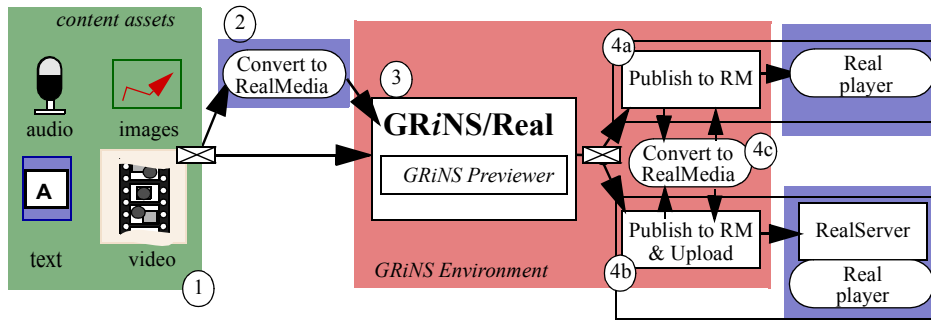 content assets
audio
images
A
text
video
1
2
Convert to
RealMedia
3
GRiNS/Real
GRiNS Previewer
GRiNS Environment
4a
Publish to RM
Convert to
RealMedia
4c
Publish to RM
& Upload
4b
Real
player
RealServer
Real
player